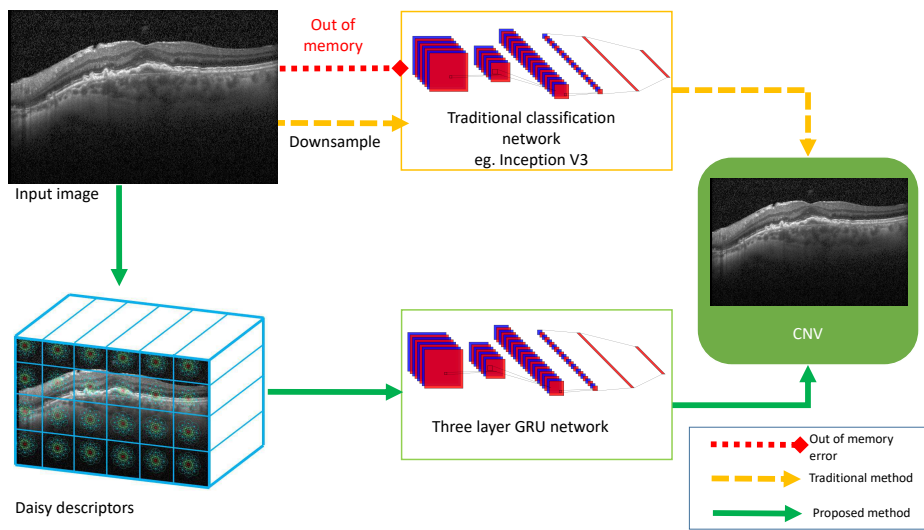 Out of
memory
Downsample
Traditional classification
network
eg. Inception V3
Input image
CNV
Three layer GRU network
Daisy descriptors
Out of memory
error
Traditional method
Proposed method